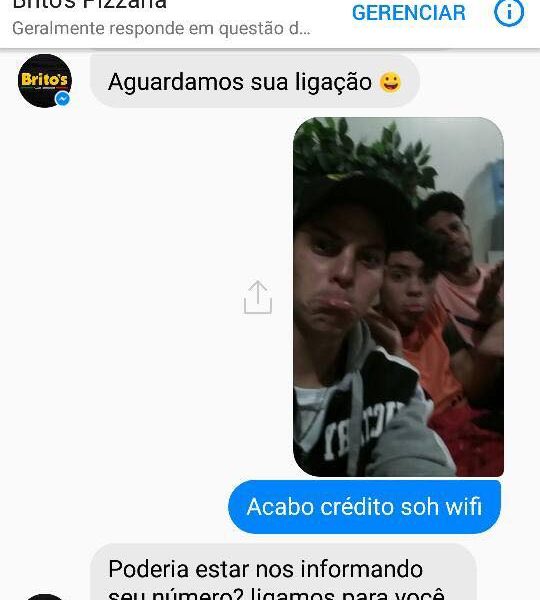 Brito's Pizzaria
GERENCIAR
Geralmente responde em questão d...
Brito's
Aguardamos sua ligação
Acabo crédito soh wifi
Poderia estar nos informando
seu número? ligamos para você